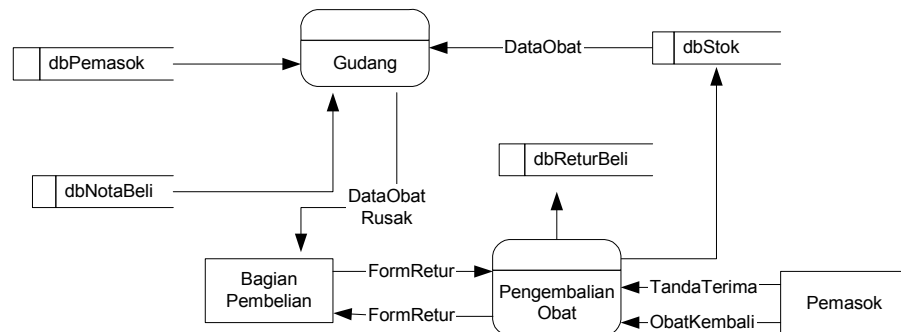 DataObat
dbStok
dbPemasok
Gudang
dbReturBeli
dbNotaBeli
DataObat
Rusak
Bagian
Pembelian
FormRetur
FormRetur
Pengembalian
Obat
TandaTerima
ObatKembali
Pemasok